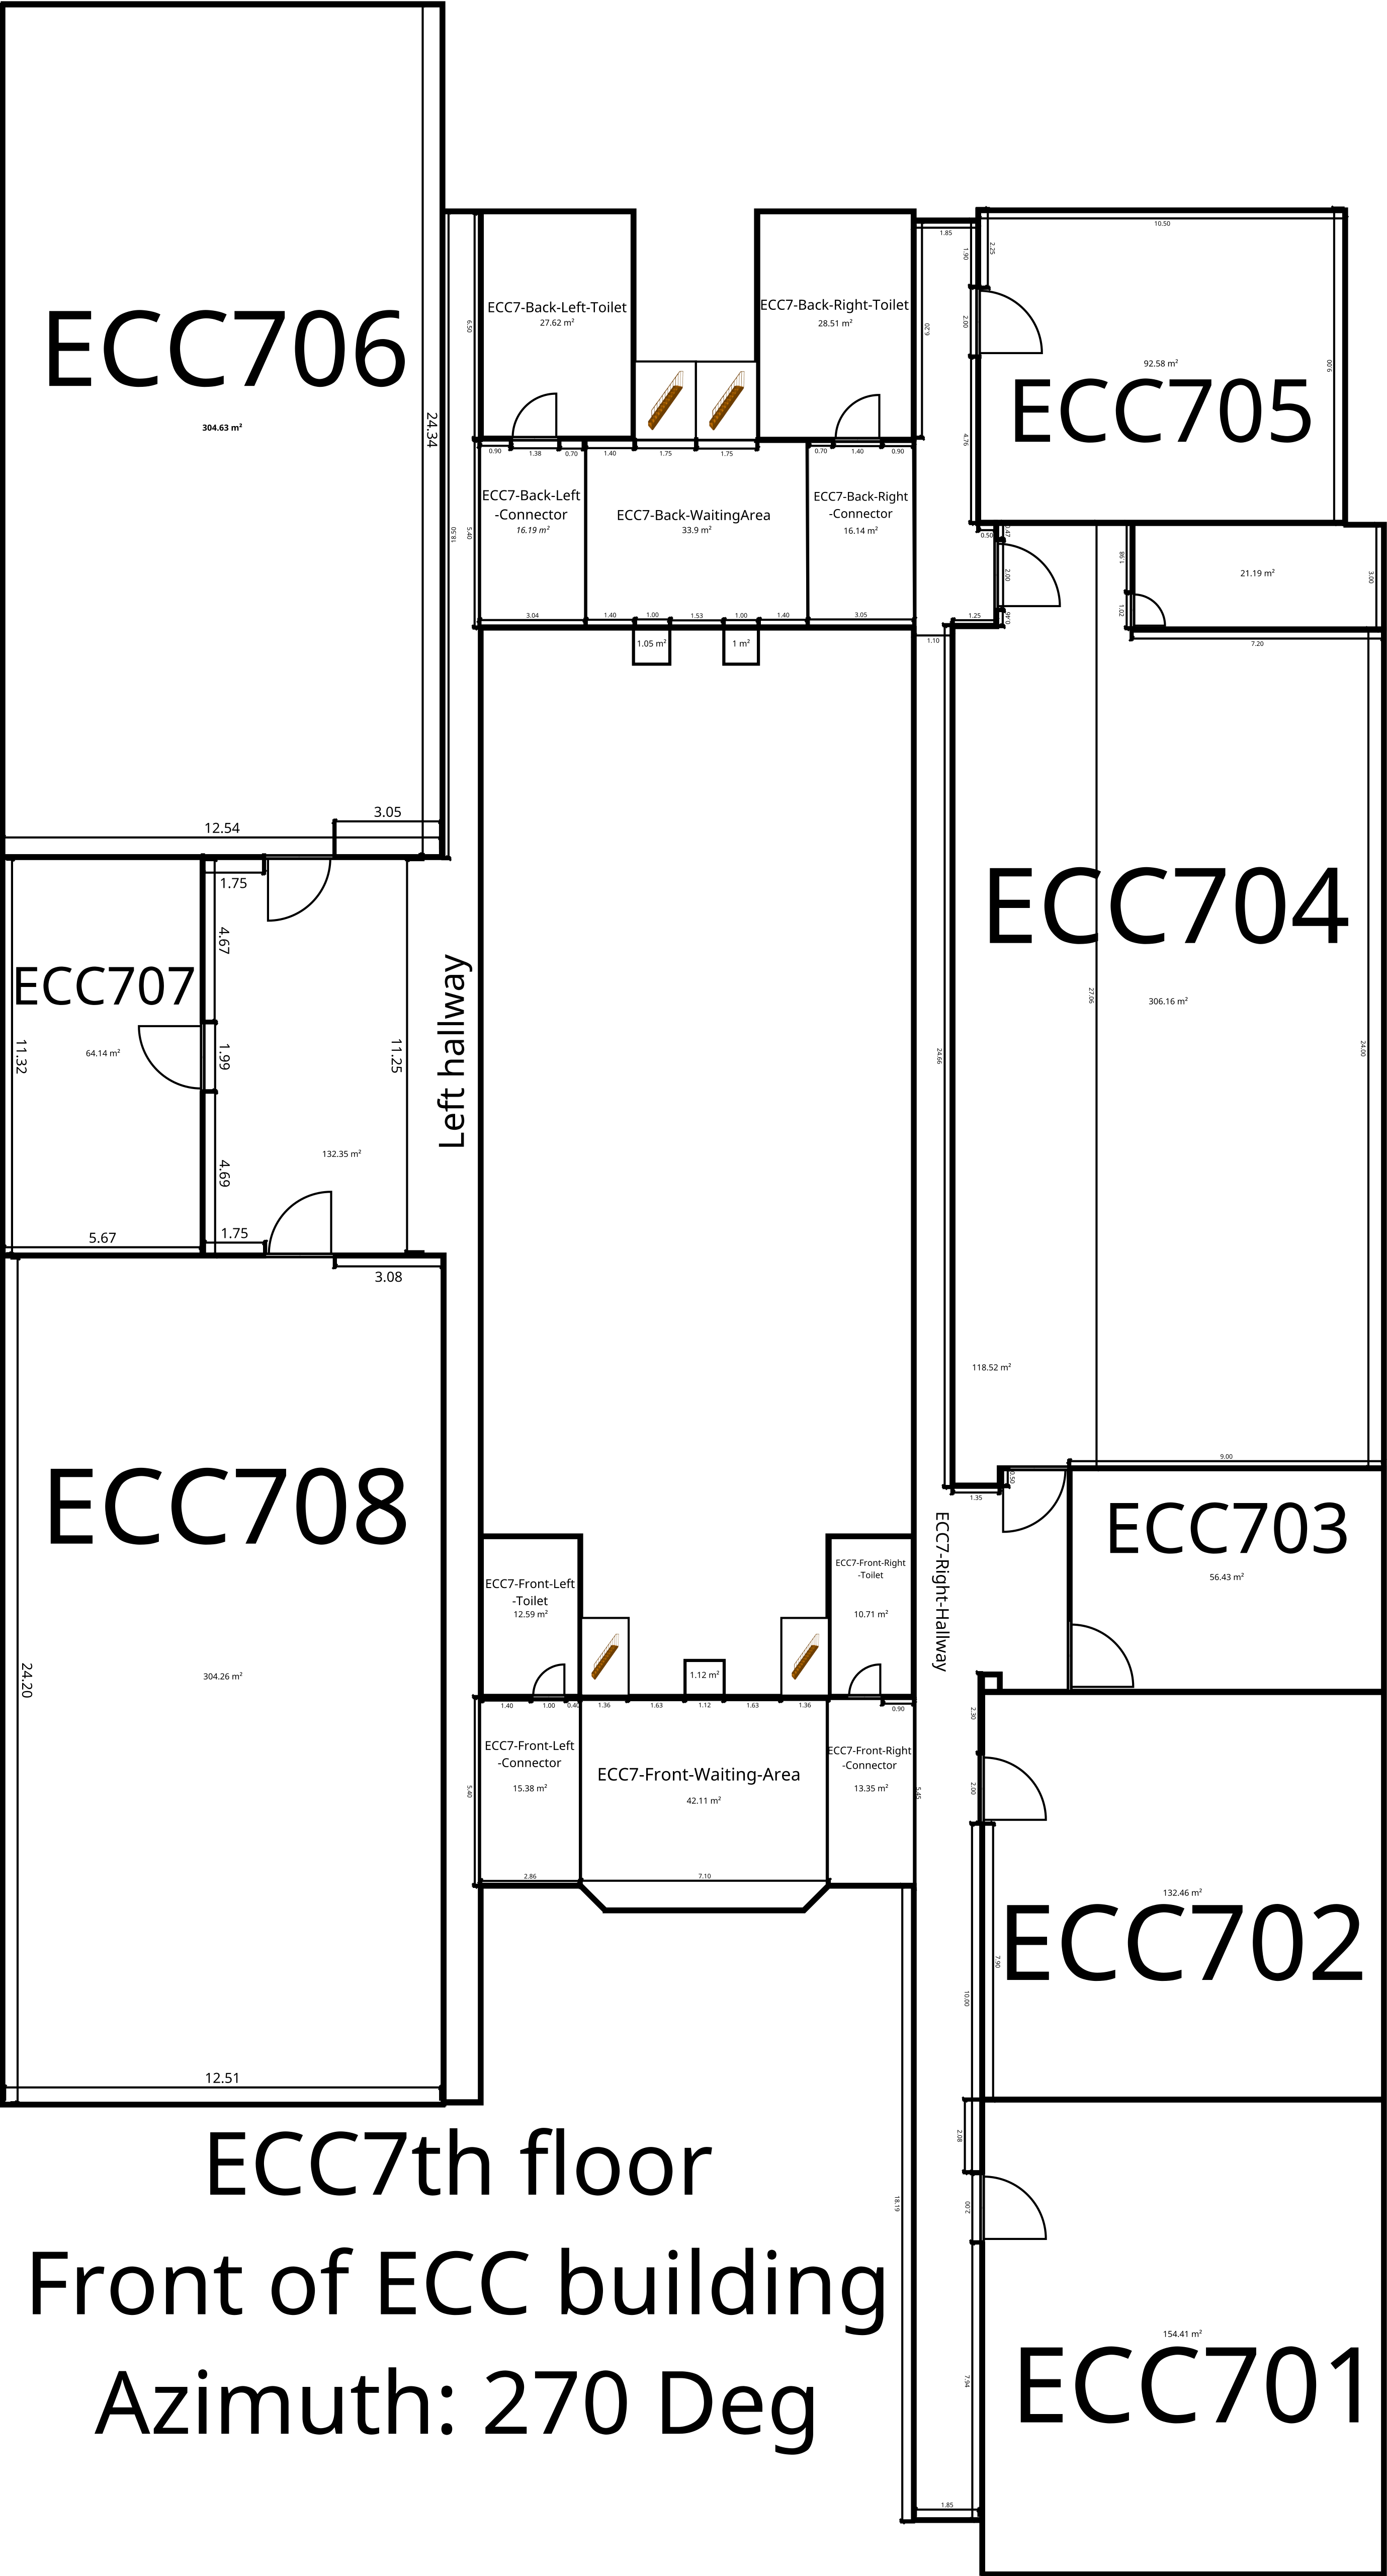 10.50
1.85
1.90
2.25
ECC7-Back-Left-Toilet
27.62 m²
ECC7-Back-Right-Toilet
28.51 m²
6.50
6.20
2.00
ECC706
304.63 m²
24.34
92.58 m²
9.00
ECC705
4.76
0.90
1.38
0.70
1.40
1.75
1.75
0.70
1.40
0.90
ECC7-Back-Left
-Connector
16.19 m²
ECC7-Back-WaitingArea
33.9 m²
ECC7-Back-Right
-Connector
16.14 m²
18.50
5.40
0.50
0.47
2.00
0.46
1.98
1.02
21.19 m²
3.00
3.04
1.40
1.00
1.53
1.00
1.40
3.05
1.25
1.10
1.05 m²
1 m²
7.20
3.05
12.54
1.75
4.67
ECC707
64.14 m²
11.32
1.99
11.25
Left hallway
4.69
132.35 m²
5.67
1.75
3.08
ECC704
306.16 m²
27.06
24.00
24.66
118.52 m²
9.00
0.50
1.35
ECC708
304.26 m²
24.20
12.51
ECC703
56.43 m²
ECC7-Right-Hallway
ECC7-Front-Left
-Toilet
12.59 m²
ECC7-Front-Right
-Toilet
10.71 m²
1.12 m²
1.40
1.00
0.40
1.36
1.63
1.12
1.63
1.36
0.90
ECC7-Front-Left
-Connector
15.38 m²
ECC7-Front-Waiting-Area
42.11 m²
ECC7-Front-Right
-Connector
13.35 m²
5.40
5.45
2.86
7.10
2.30
2.00
132.46 m²
ECC702
7.90
10.00
2.08
2.00
18.19
7.94
154.41 m²
ECC701
1.85
ECC7th floor
Front of ECC building
Azimuth: 270 Deg